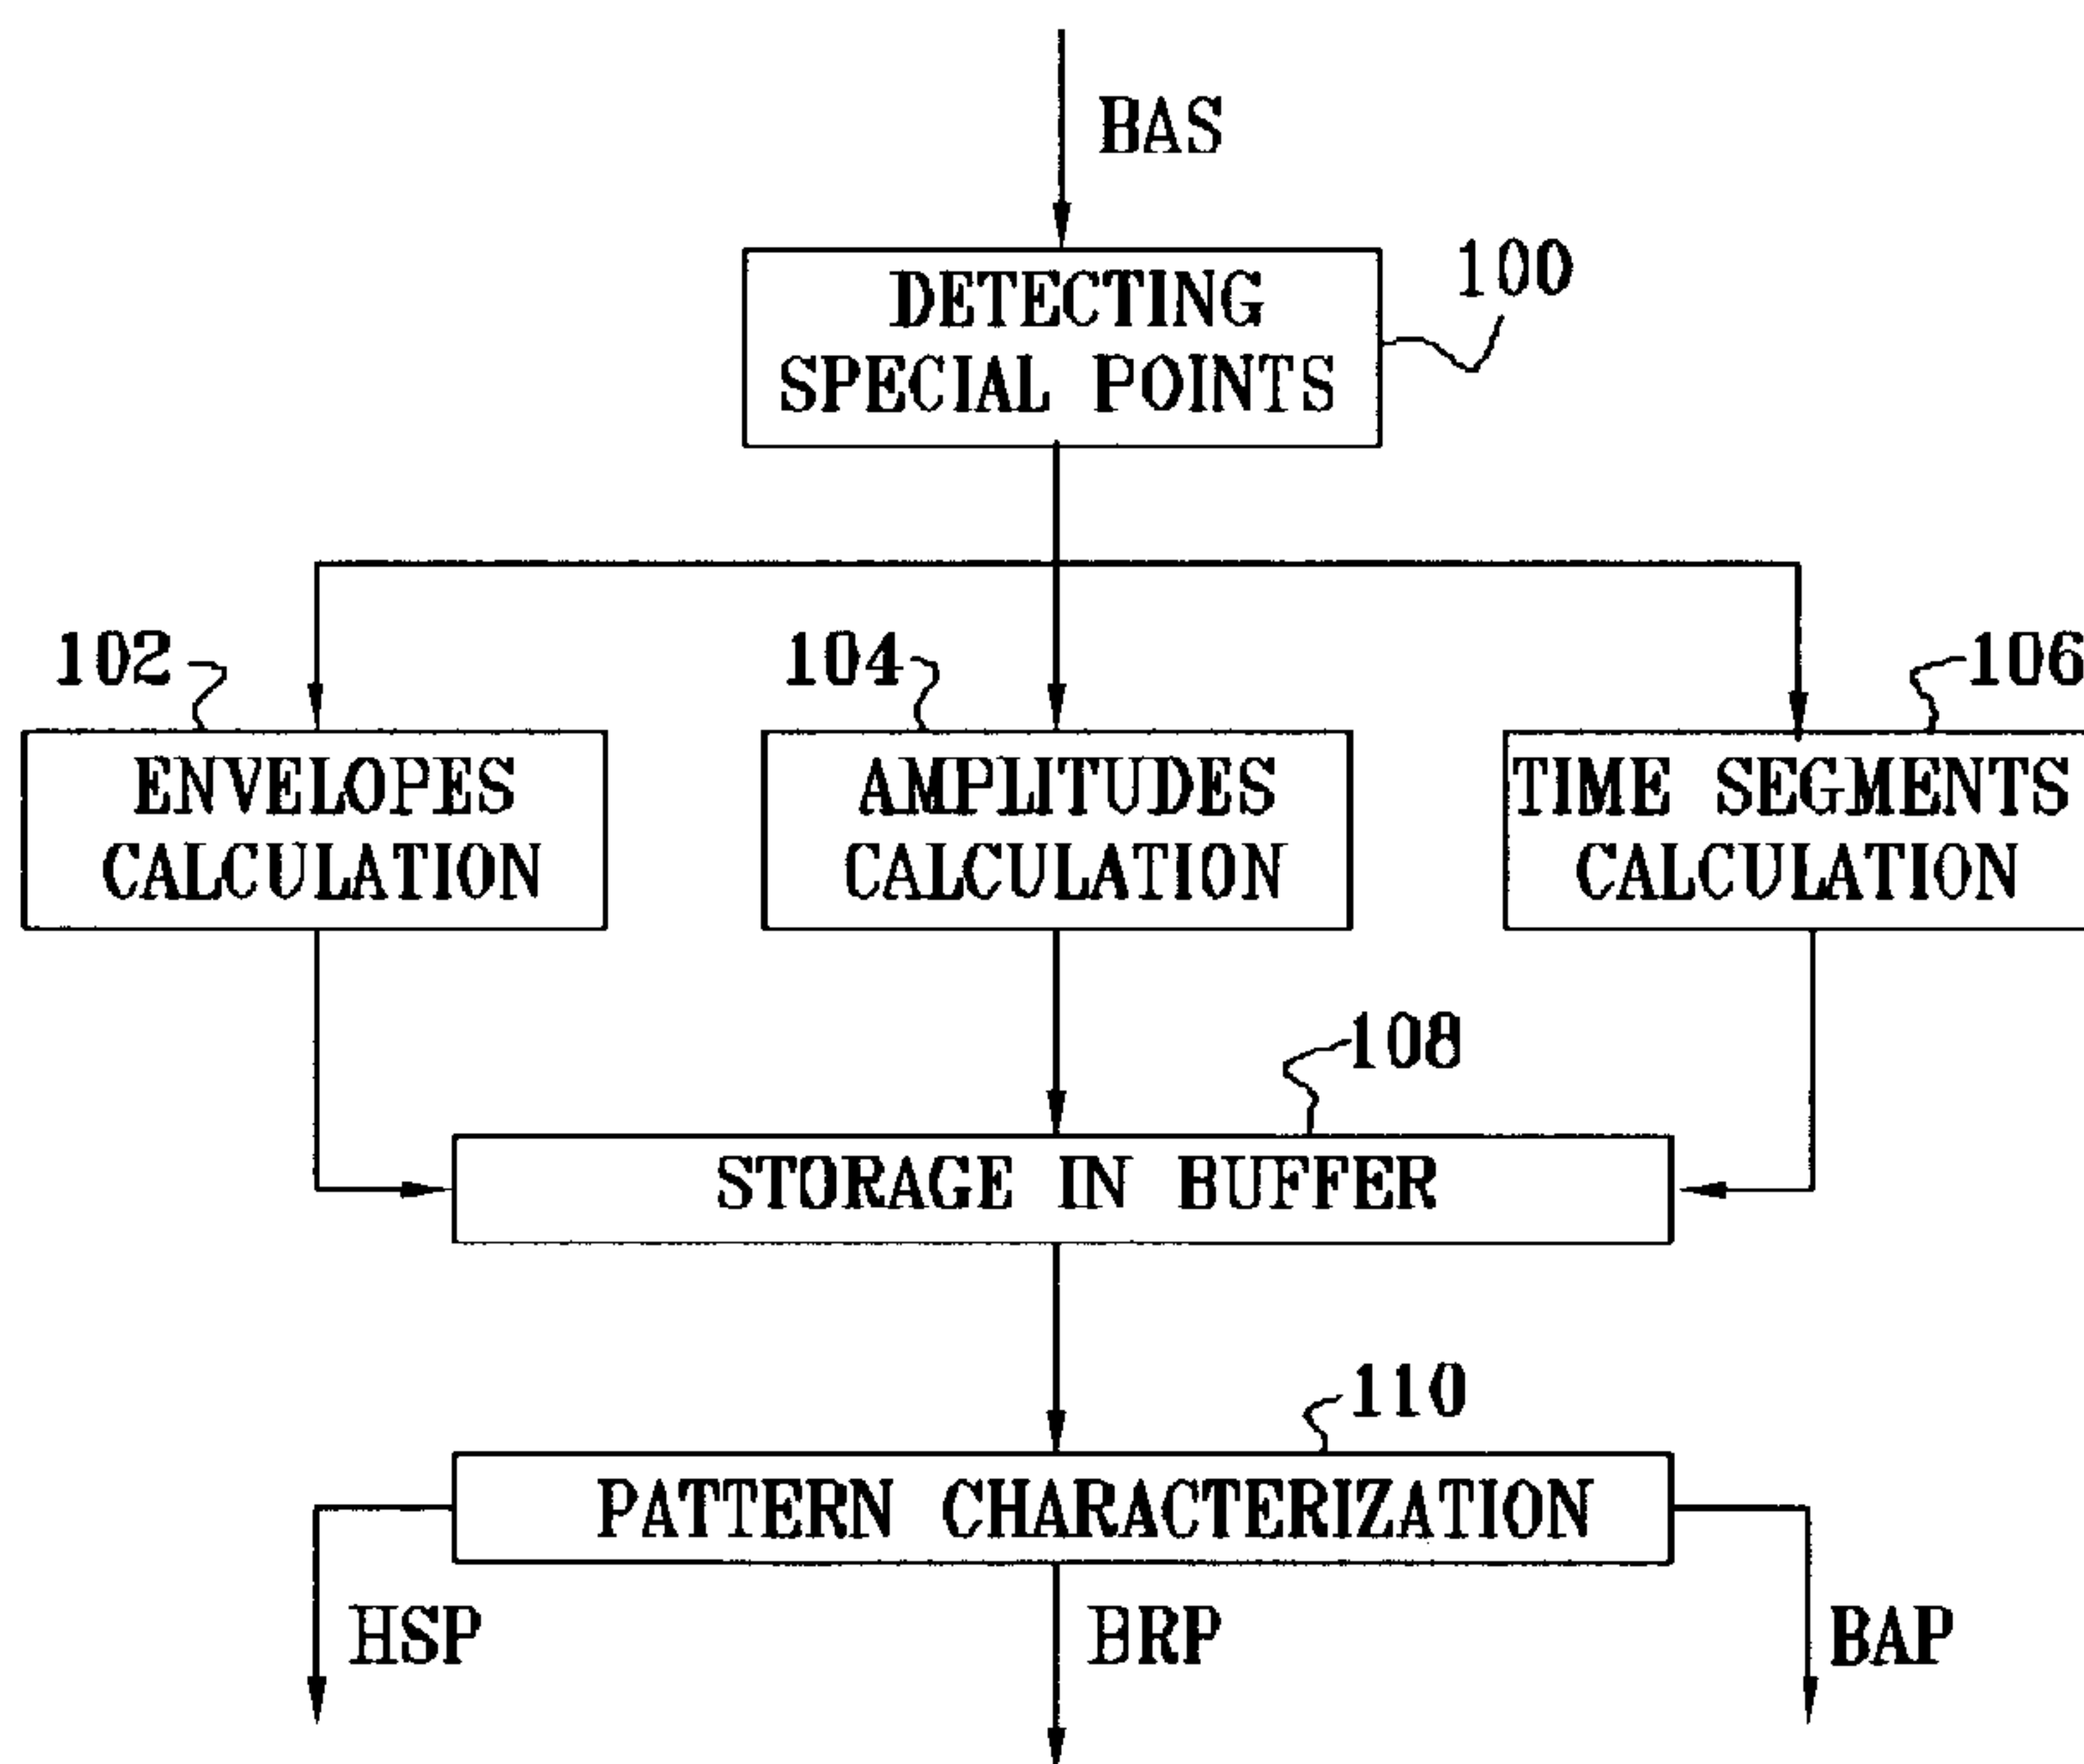 BAS
DETECTING
SPECIAL POINTS
100
102
104
106
ENVELOPES
CALCULATION
AMPLITUDES
CALCULATION
TIME SEGMENTS
CALCULATION
108
STORAGE IN BUFFER
110
PATTERN CHARACTERIZATION
HSP
BRP
BAP